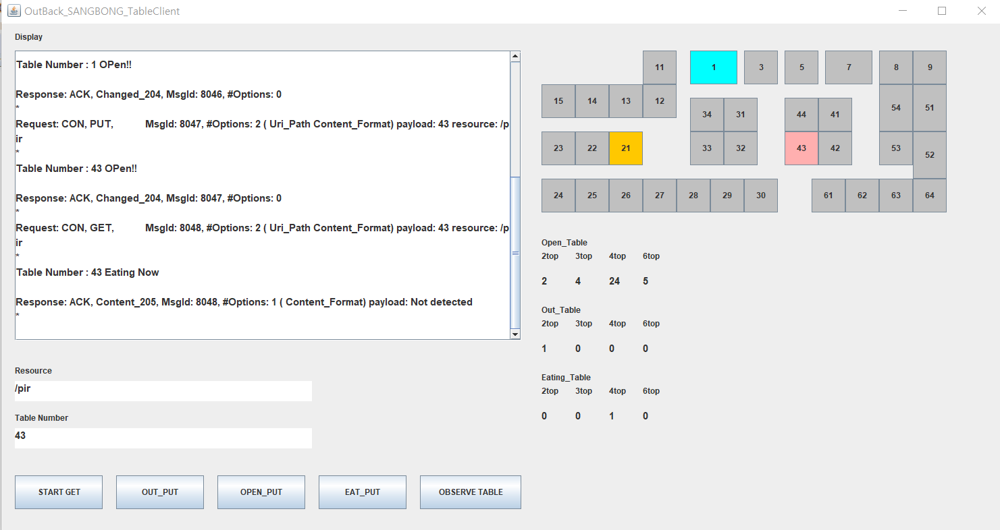 OutBack_SANGBONG_TableClient
Display
Table Number : 1 OPen!!
Response: ACK, Changed_204, MsgId: 8046, #Options: 0
*
Request: CON, PUT, MsgId: 8047, #Options: 2 ( Uri_Path Content_Format) payload: 43 resource: /p
ir
*
Table Number : 43 OPen!!
Response: ACK, Changed_204, MsgId: 8047, #Options: 0
*
Request: CON, GET, MsgId: 8048, #Options: 2 ( Uri_Path Content_Format) payload: 43 resource: /p
ir
*
Table Number : 43 Eating Now
Response: ACK, Content_205, MsgId: 8048, #Options: 1 ( Content_Format) payload: Not detected
*
Resource
/pir
Table Number
43
START GET OUT_PUT OPEN_PUT EAT_PUT OBSERVE TABLE
11 1 3 5 7 8 9
15 14 13 12
34 31 44 41 54 51
23 22 21 33 32 43 42 53 52
24 25 26 27 28 29 30 61 62 63 64
Open_Table
2top 3top 4top 6top
2 4 24 5
Out_Table
2top 3top 4top 6top
1 0 0 0
Eating_Table
2top 3top 4top 6top
0 0 1 0